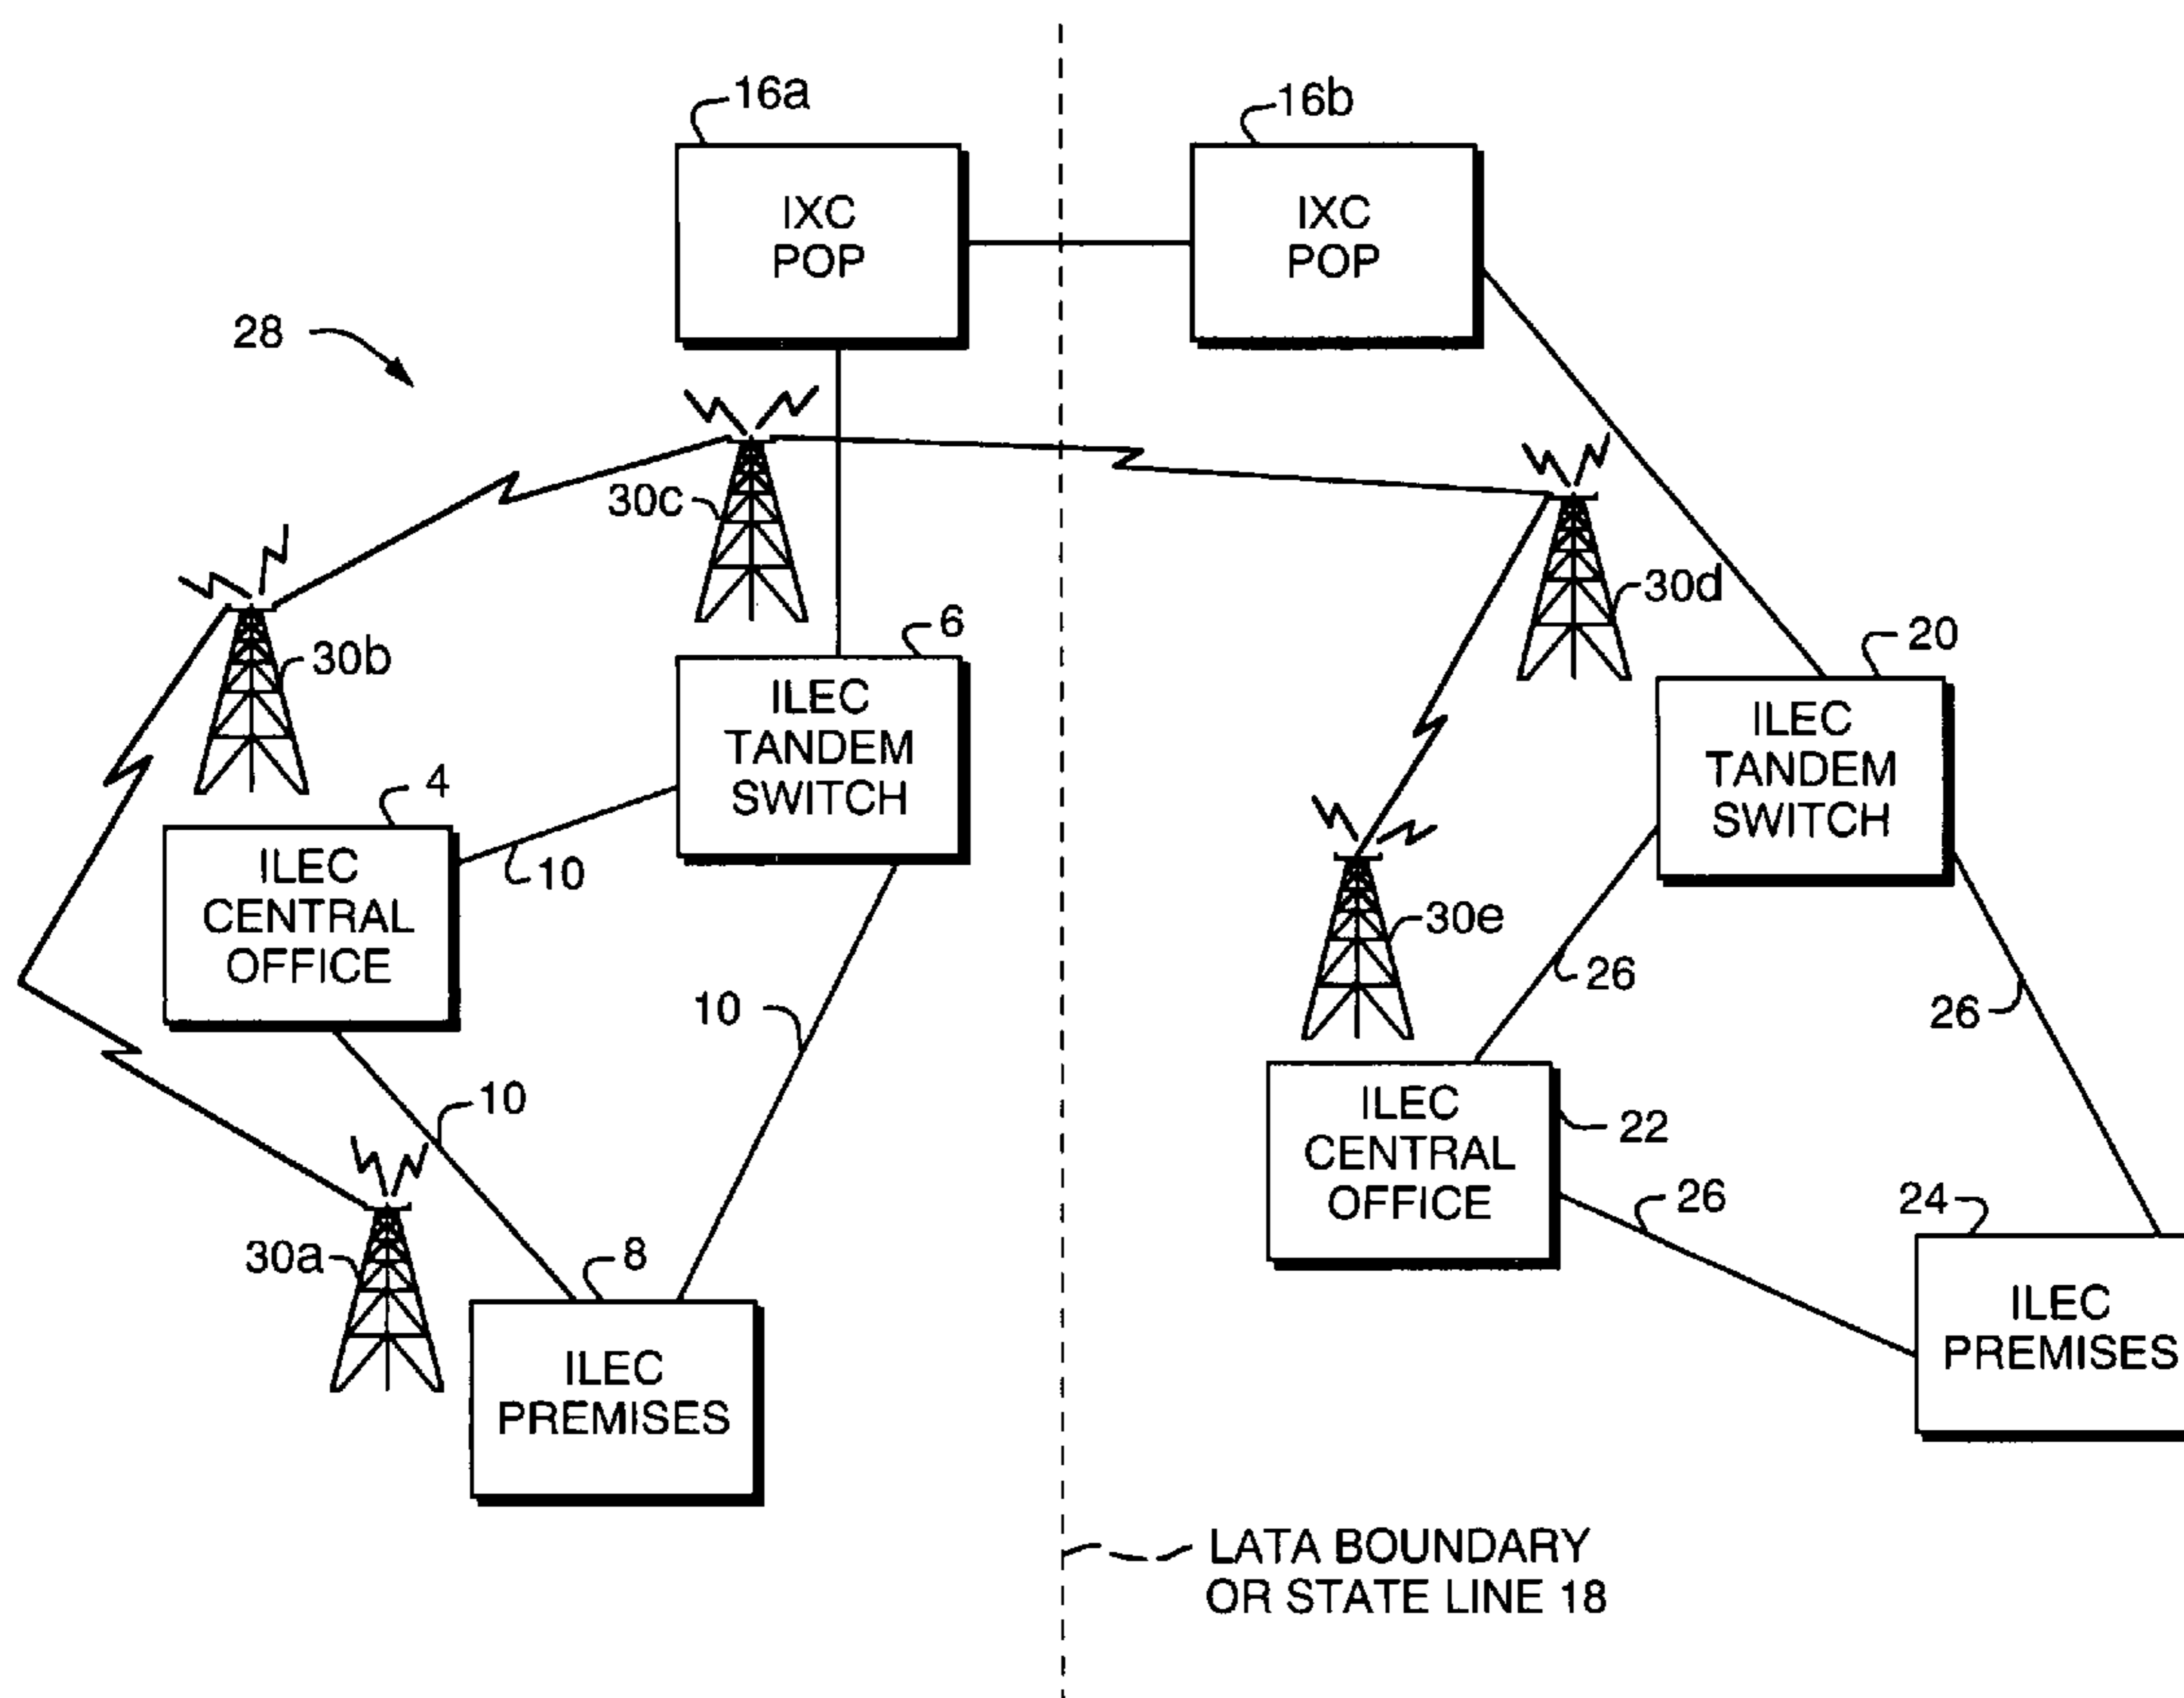 16a
16b
IXC
POP
IXC
POP
28
30c
30d
6
20
30b
ILEC
TANDEM
SWITCH
ILEC
TANDEM
SWITCH
4
10
ILEC
CENTRAL
OFFICE
30e
26
26
10
10
ILEC
CENTRAL
OFFICE
22
26
24
30a
8
ILEC
PREMISES
ILEC
PREMISES
LATA BOUNDARY
OR STATE LINE 18